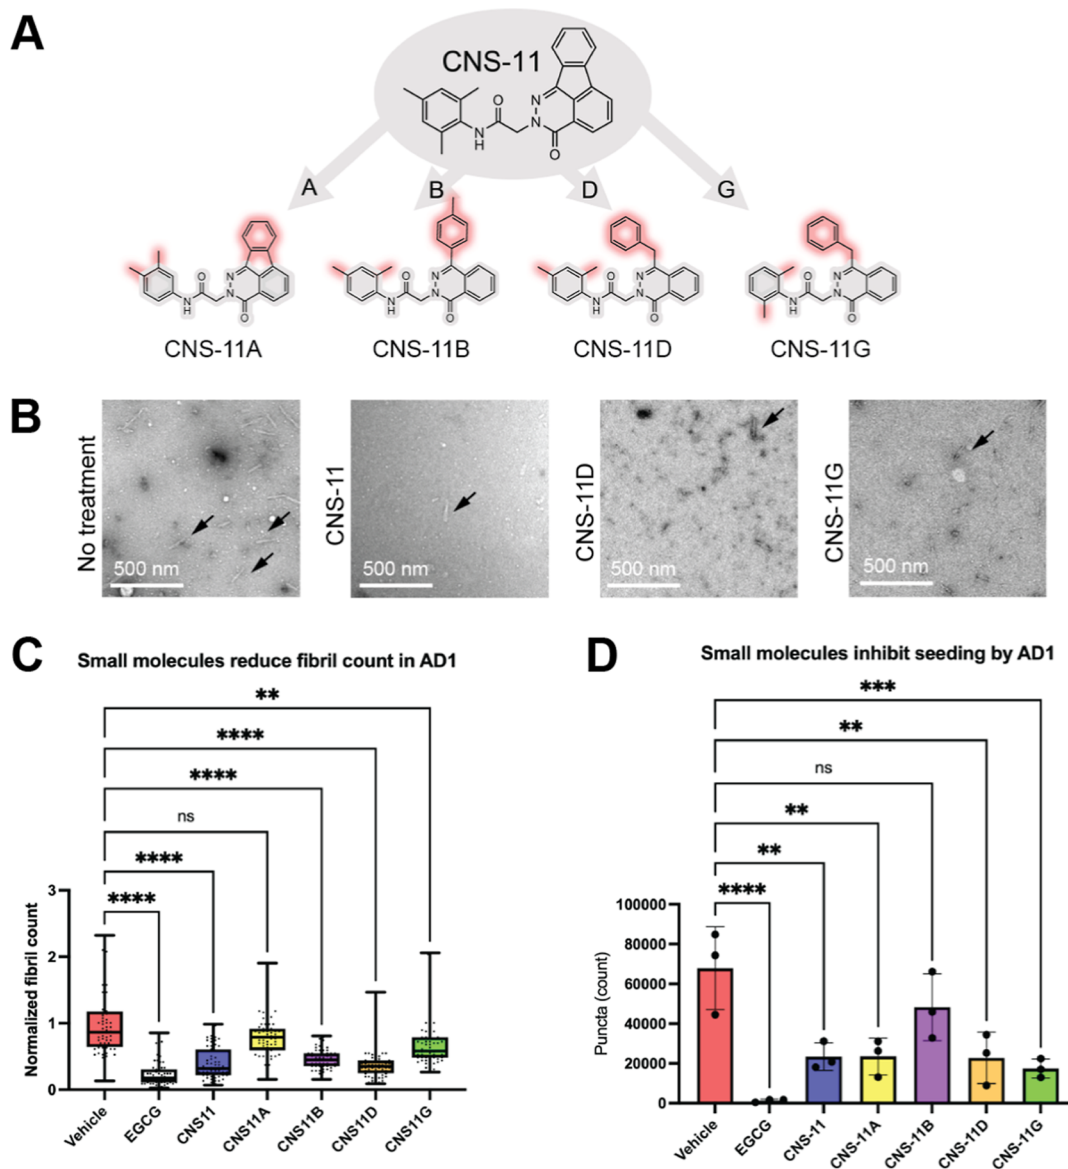 A
CNS-11
N
N
O
N
H
O
A
B
D
G
O
N
H
N
N
O
O
N
H
N
N
O
O
N
H
N
N
O
O
N
H
N
N
O
CNS-11A
CNS-11B
CNS-11D
CNS-11G
B
No treatment
500 nm
CNS-11
500 nm
CNS-11D
500 nm
CNS-11G
500 nm
C
Small molecules reduce fibril count in AD1
**
****
****
ns
****
****
Normalized fibril count
3
2
1
0
Vehicle
EGCG
CNS11
CNS11A
CNS11B
CNS11D
CNS11G
D
Small molecules inhibit seeding by AD1
***
**
ns
**
**
****
Puncta (count)
100000
80000
60000
40000
20000
0
Vehicle
EGCG
CNS-11
CNS-11A
CNS-11B
CNS-11D
CNS-11G